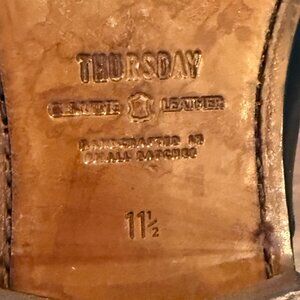 THURSDAY
GENUINE LEATHER
HANDCRAFTED IN
SMALL BATCHES
11½